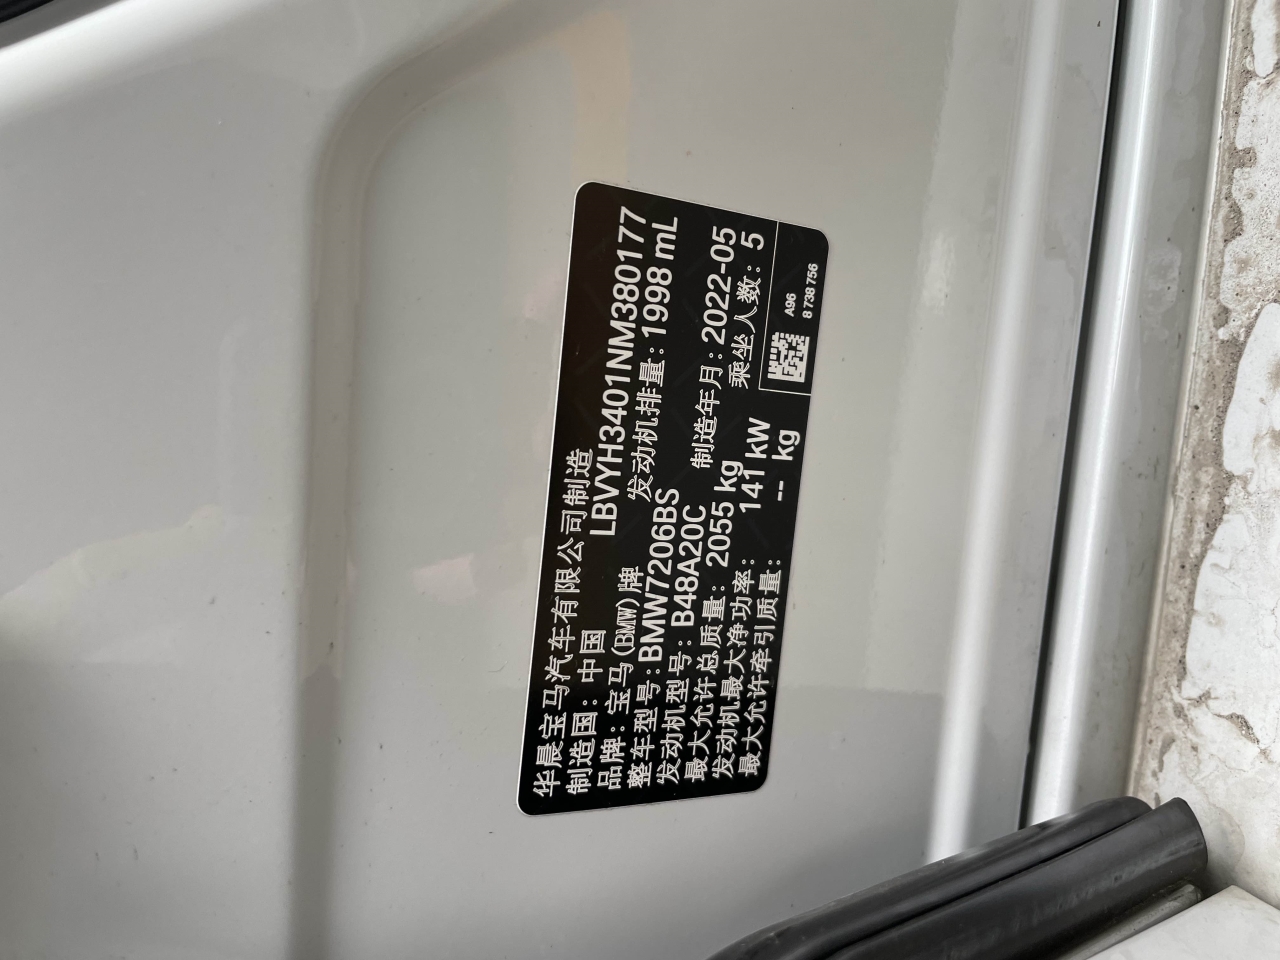 华晨宝马汽车有限公司制造
制造国：中国 LBVYH3401NM380177
品牌：宝马(BMW)牌 发动机排量：1998 mL
整车型号：BMW7206BS
发动机型号：B48A20C 制造年月：2022-05
最大允许总质量：2055 kg 乘坐人数：5
发动机最大净功率：141 kW
最大允许牵引质量：-- kg
A96
8 738 756